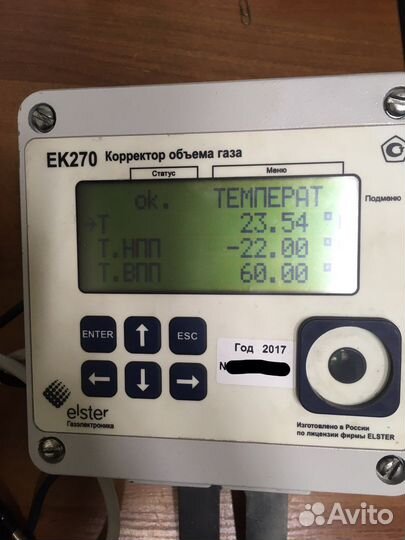 EK270 Корректор объема газа
Статус Меню
ok. ТЕМПЕРАТ
Подменю
→T 23.54 °
Т.НПП -22.00 °
Т.ВПП 60.00 °
ENTER ↑ ESC
← ↓ →
Год 2017
N
elster
Газэлектроника
Изготовлено в России
по лицензии фирмы ELSTER
Avito